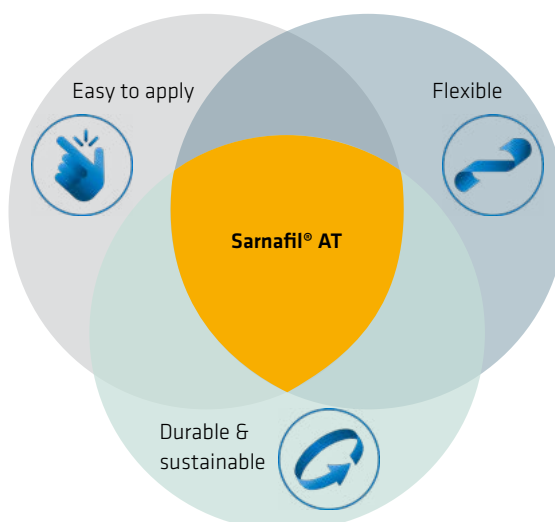 Easy to apply
Flexible
Sarnafil® AT
Durable &
sustainable